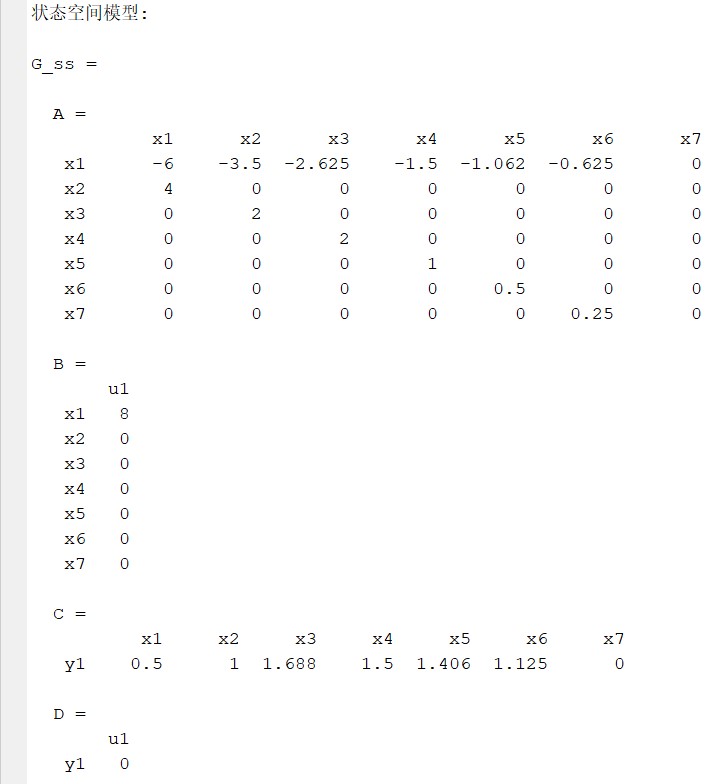 状态空间模型:
G_ss =
A =
x1 x2 x3 x4 x5 x6 x7
x1 -6 -3.5 -2.625 -1.5 -1.062 -0.625 0
x2 4 0 0 0 0 0 0
x3 0 2 0 0 0 0 0
x4 0 0 2 0 0 0 0
x5 0 0 0 1 0 0 0
x6 0 0 0 0 0.5 0 0
x7 0 0 0 0 0 0.25 0
B =
u1
x1 8
x2 0
x3 0
x4 0
x5 0
x6 0
x7 0
C =
x1 x2 x3 x4 x5 x6 x7
y1 0.5 1 1.688 1.5 1.406 1.125 0
D =
u1
y1 0